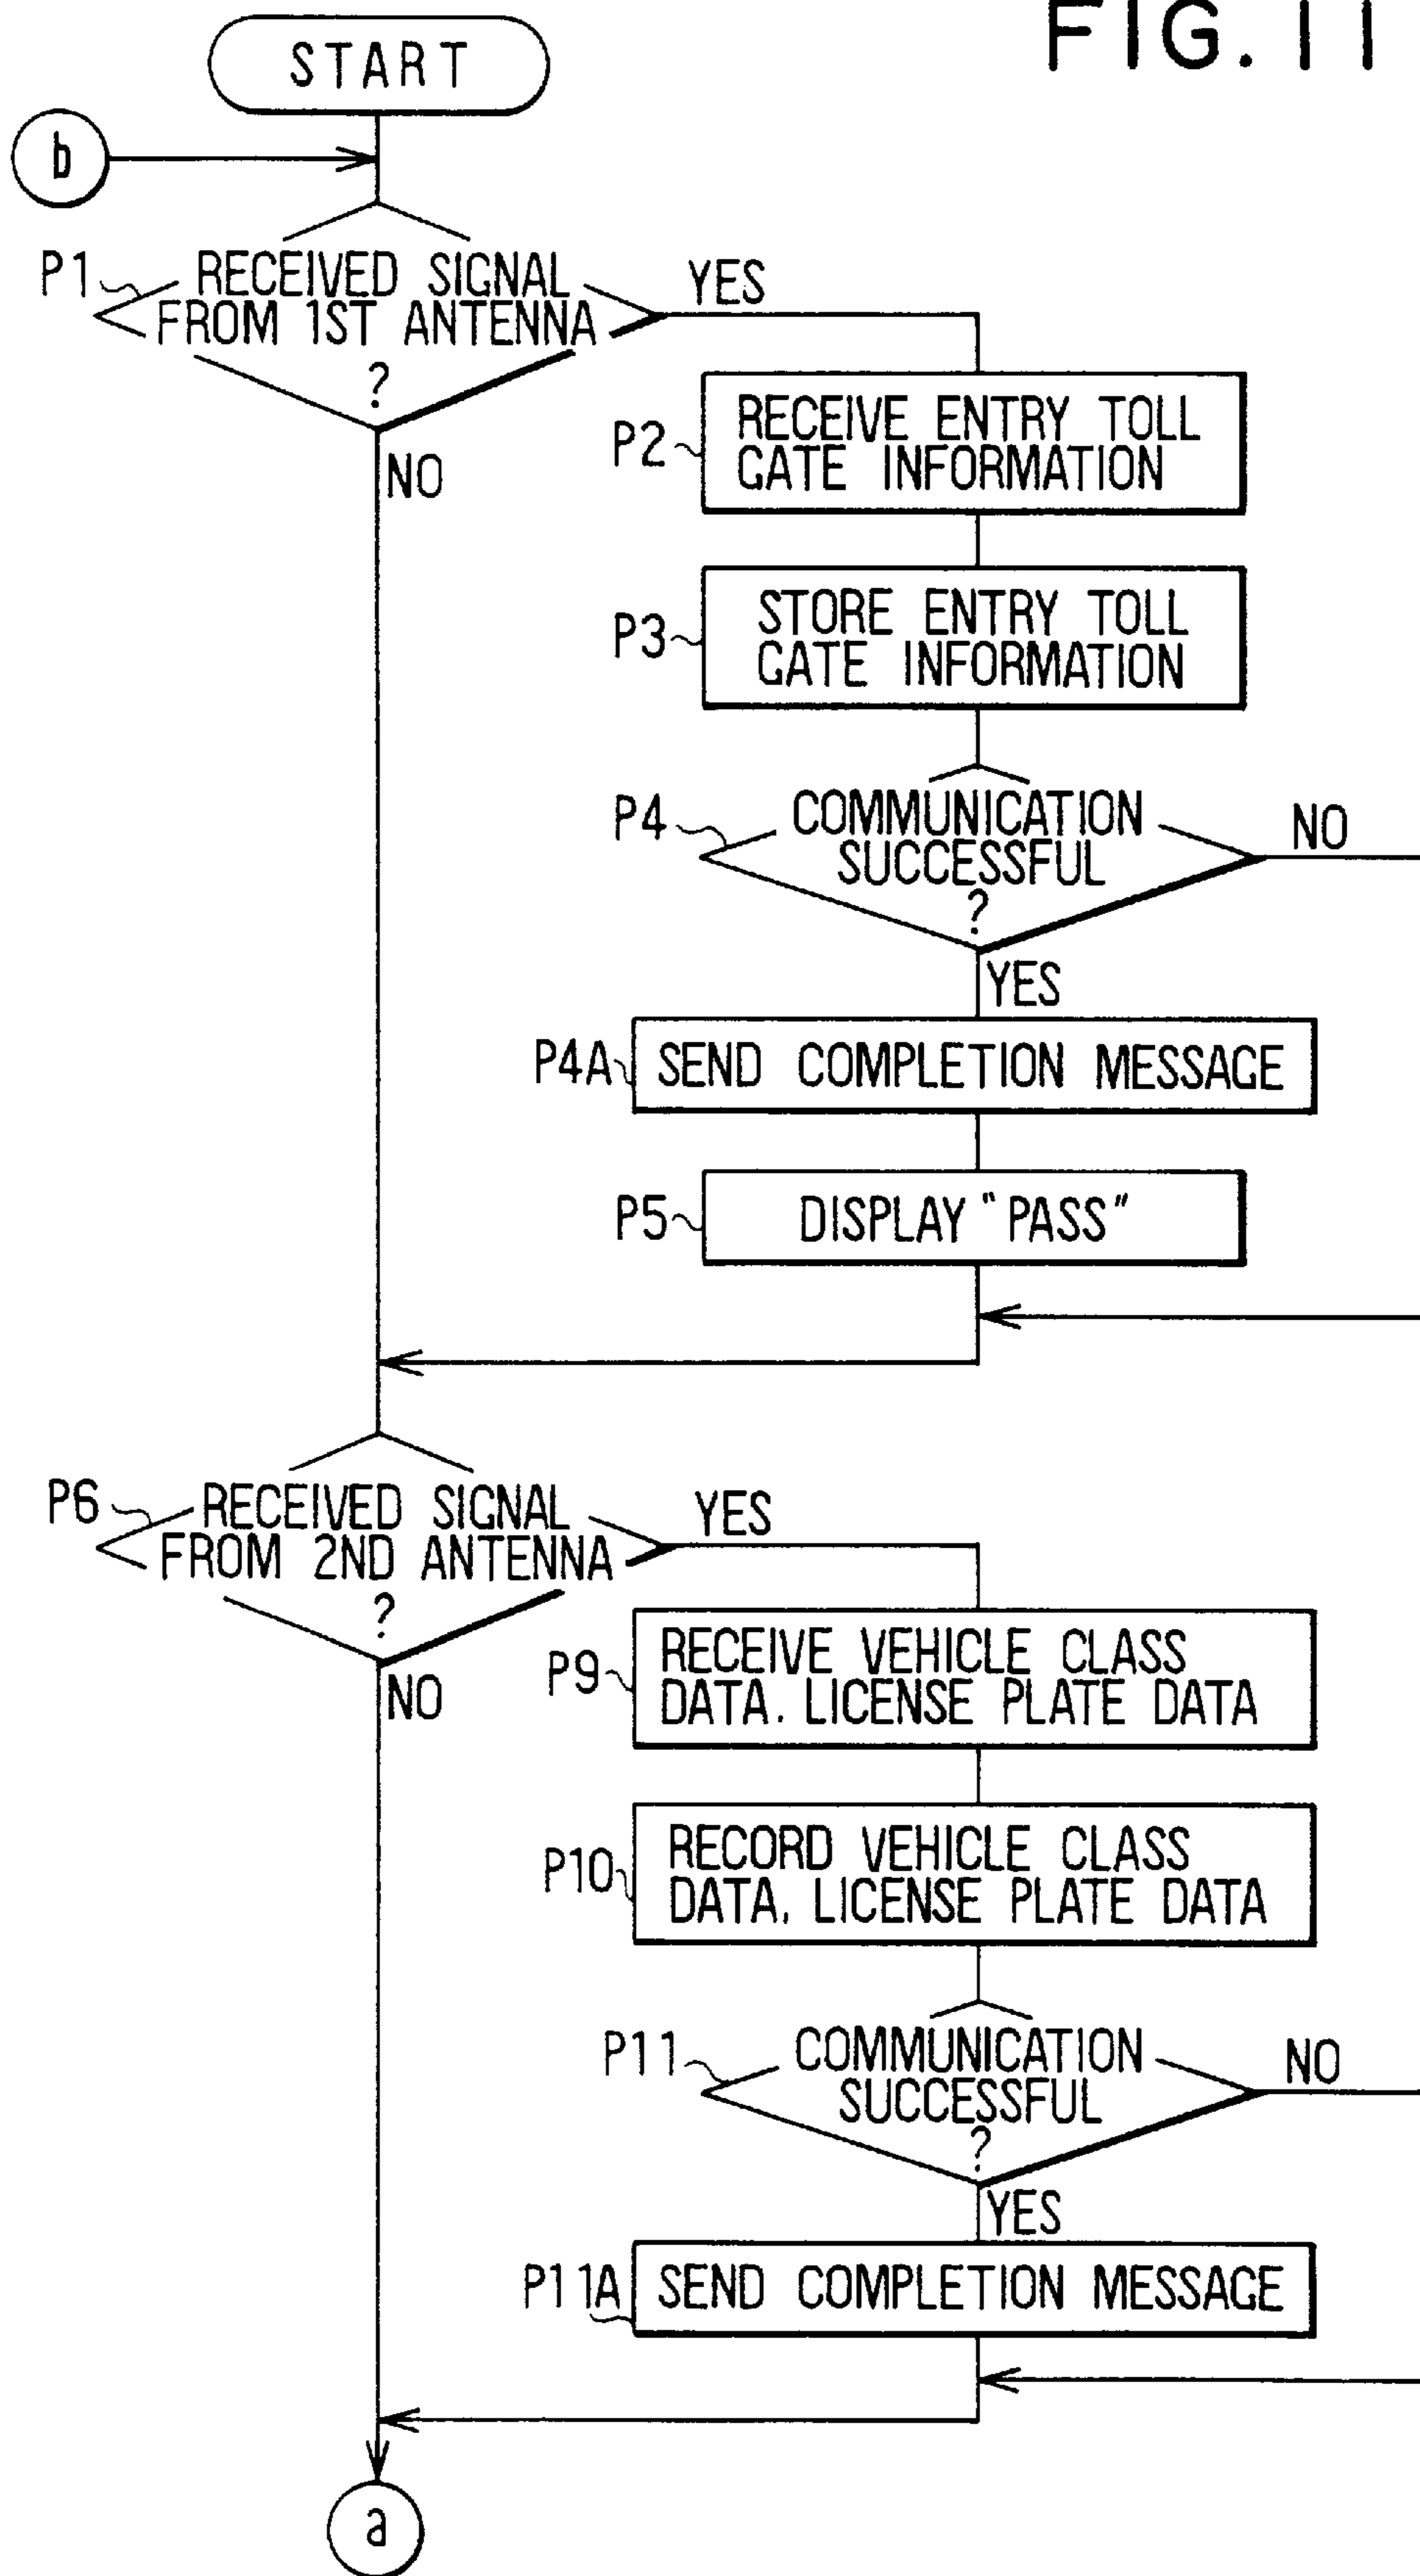 FIG. 11
START
b
P1
RECEIVED SIGNAL
FROM 1ST ANTENNA
?
YES
NO
P2
RECEIVE ENTRY TOLL
GATE INFORMATION
P3
STORE ENTRY TOLL
GATE INFORMATION
P4
COMMUNICATION
SUCCESSFUL
?
NO
YES
P4A
SEND COMPLETION MESSAGE
P5
DISPLAY "PASS"
P6
RECEIVED SIGNAL
FROM 2ND ANTENNA
?
YES
NO
P9
RECEIVE VEHICLE CLASS
DATA. LICENSE PLATE DATA
P10
RECORD VEHICLE CLASS
DATA, LICENSE PLATE DATA
P11
COMMUNICATION
SUCCESSFUL
?
NO
YES
P11A
SEND COMPLETION MESSAGE
a